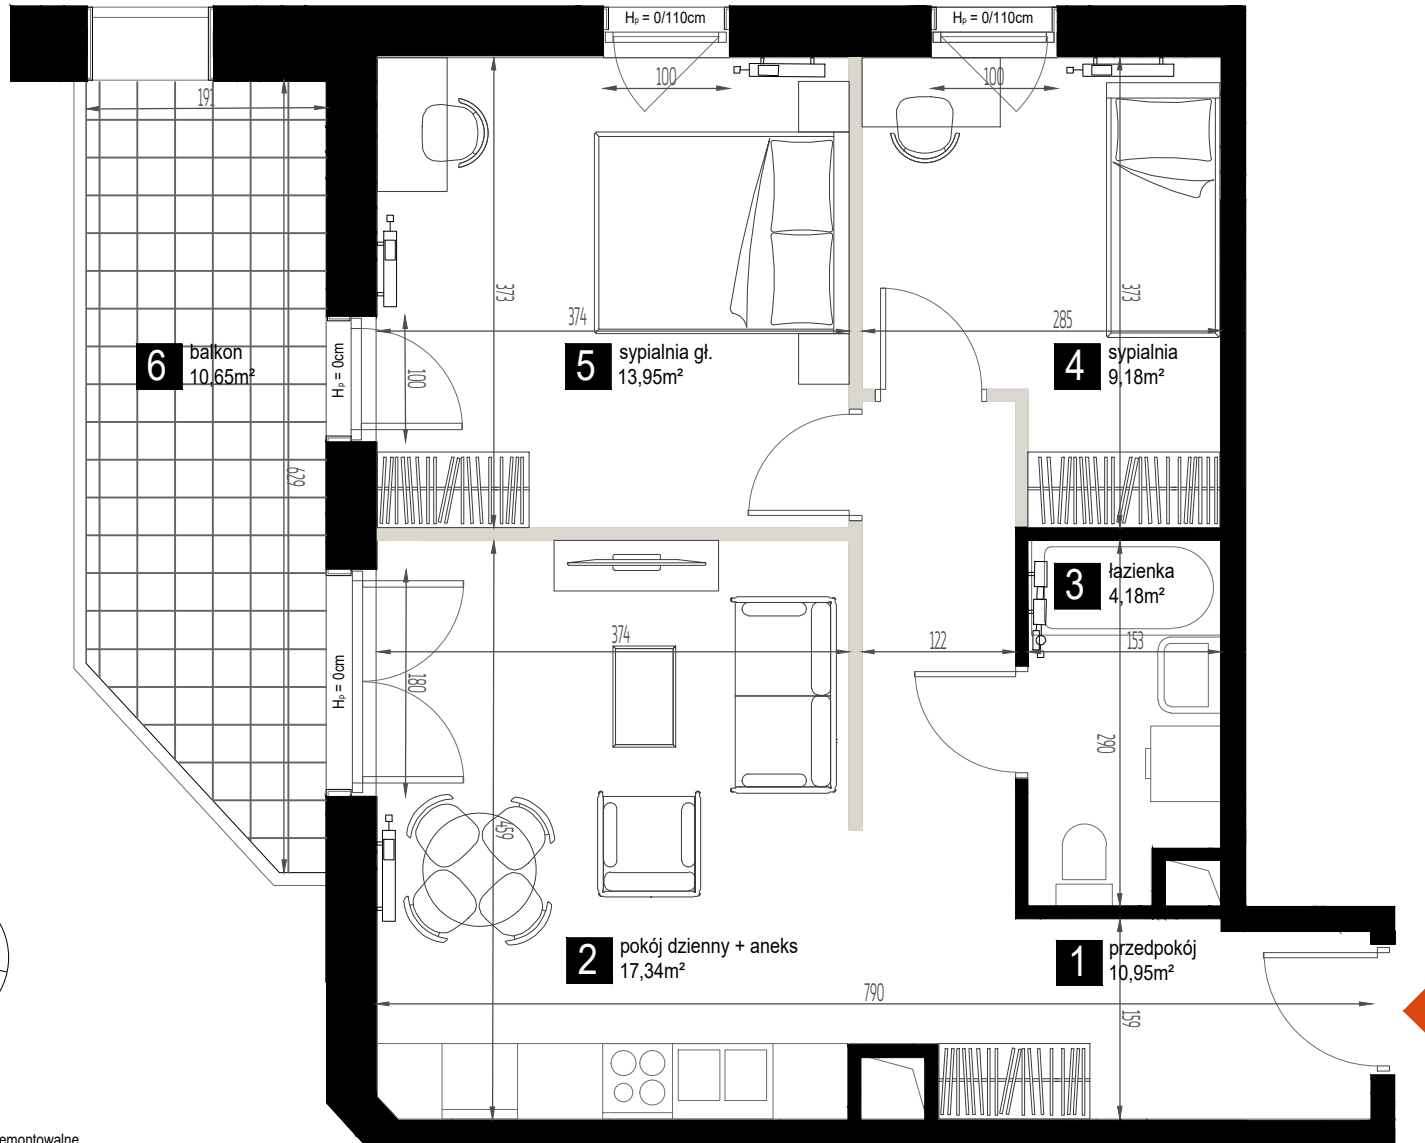 Hₚ = 0/110cm
Hₚ = 0/110cm
100
100
191
373
373
374
285
6 balkon
10,65m²
Hₚ = 0cm
100
5 sypialnia gł.
13,95m²
4 sypialnia
9,18m²
629
3 łazienka
4,18m²
374
122
153
Hₚ = 0cm
180
290
459
2 pokój dzienny + aneks
17,34m²
1 przedpokój
10,95m²
790
159
emontowalne